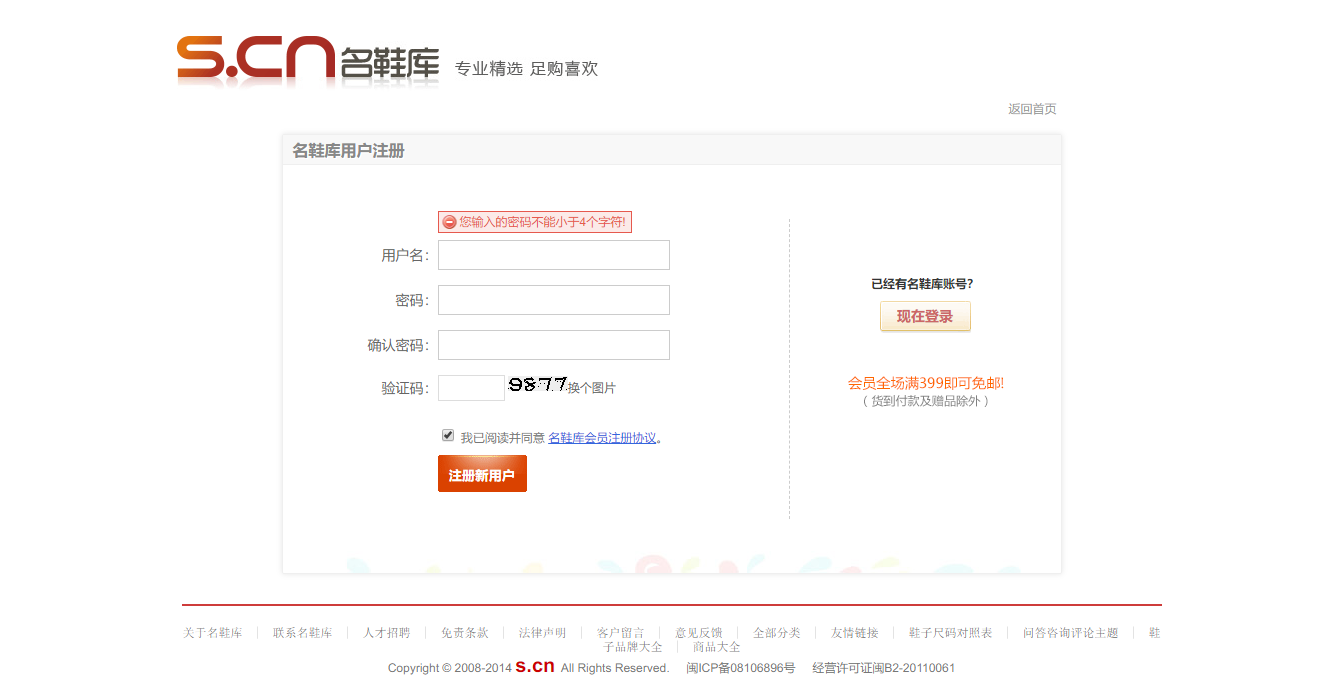 s.cn 名鞋库 专业精选 足购喜欢
返回首页
名鞋库用户注册
您输入的密码不能小于4个字符!
用户名：
密码：
确认密码：
验证码： 9877 换个图片
我已阅读并同意 名鞋库会员注册协议。
注册新用户
已经有名鞋库账号?
现在登录
会员全场满399即可免邮!
( 货到付款及赠品除外 )
关于名鞋库 联系名鞋库 人才招聘 免责条款 法律声明 客户留言 意见反馈 全部分类 友情链接 鞋子尺码对照表 问答咨询评论主题 鞋
子品牌大全 商品大全
Copyright © 2008-2014 s.cn All Rights Reserved. 闽ICP备08106896号 经营许可证闽B2-20110061